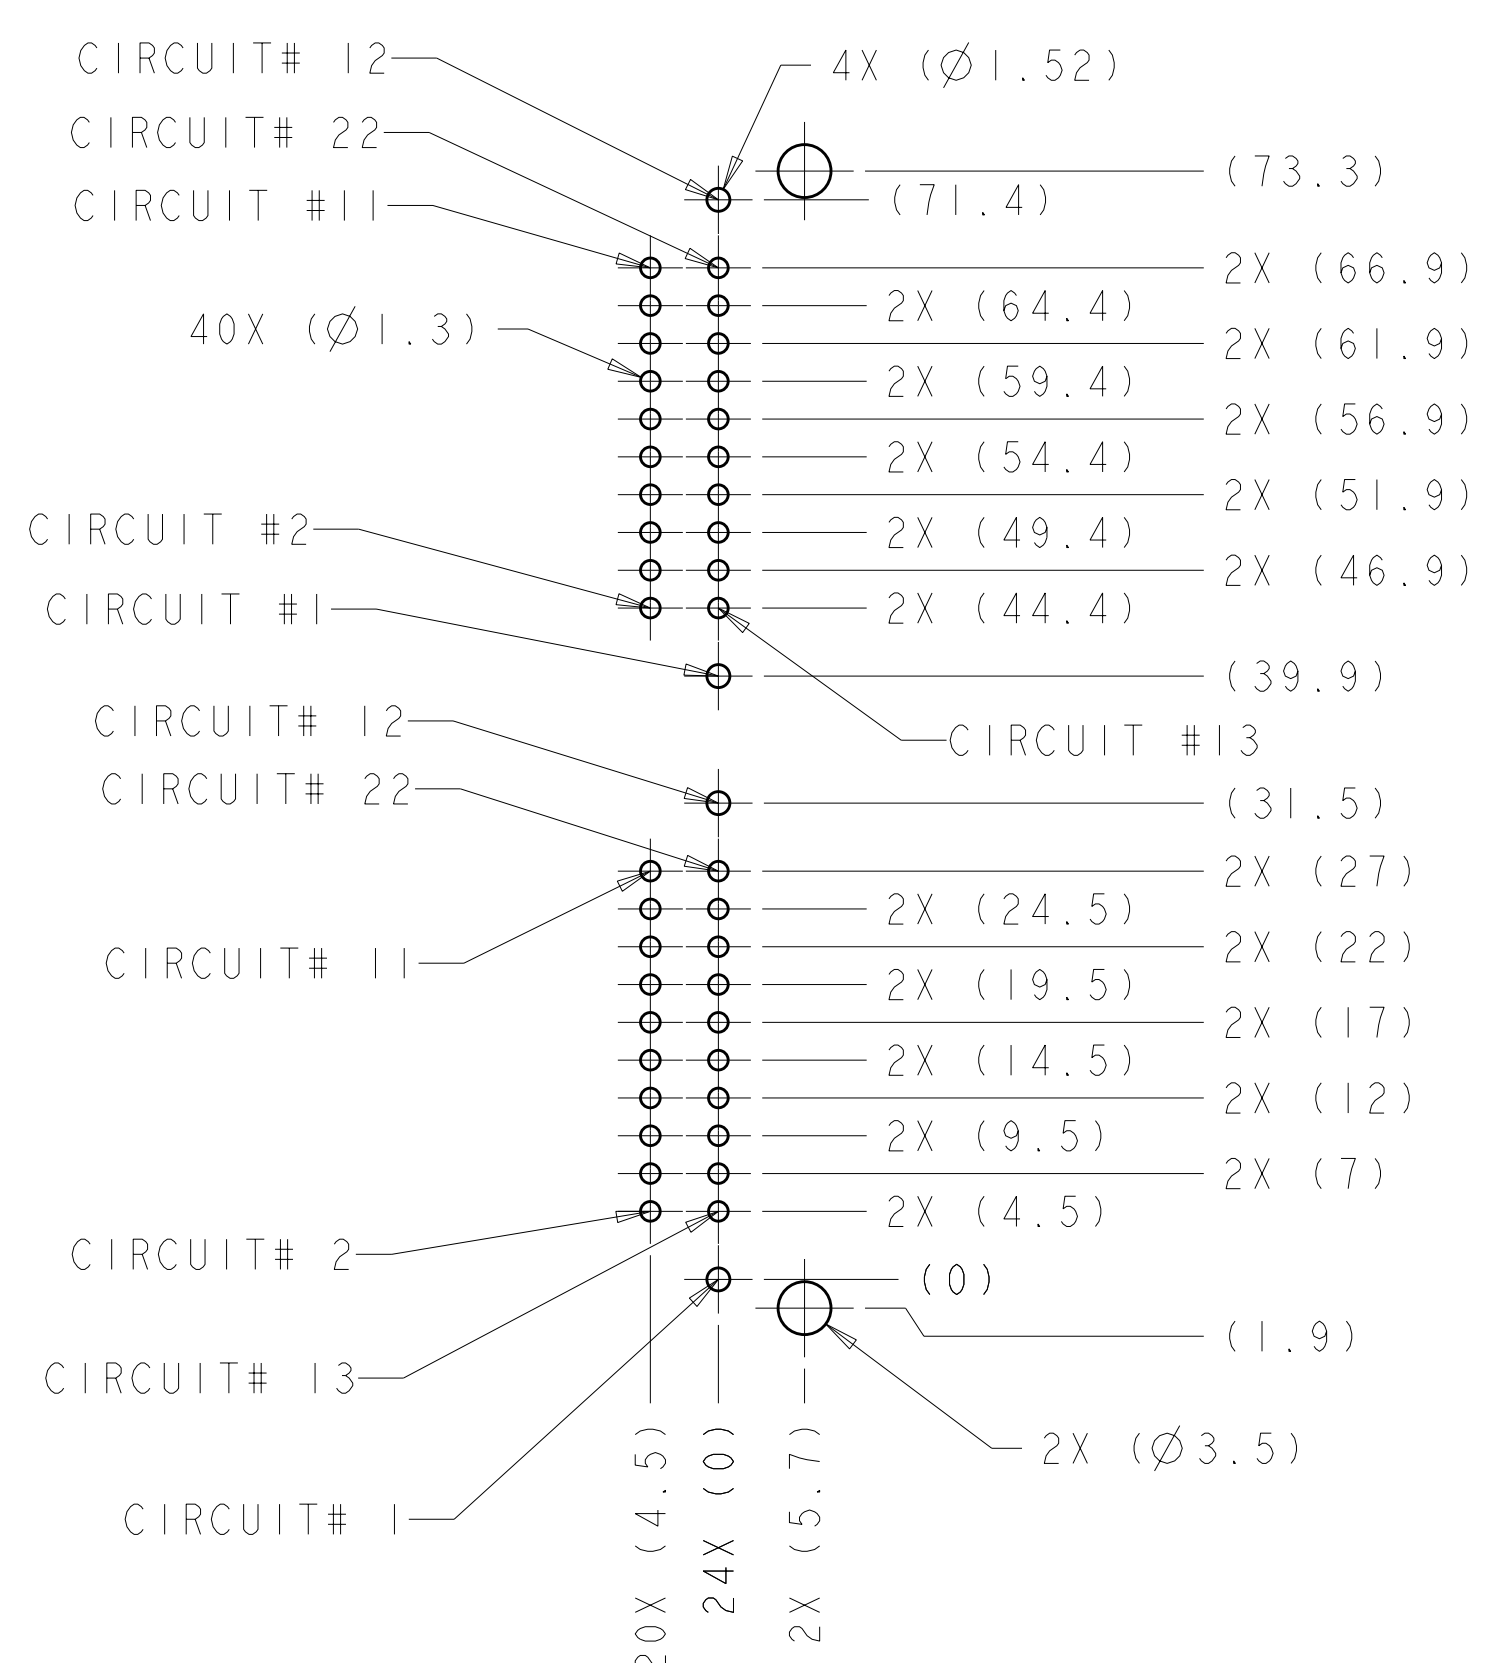 CIRCUIT# 12
4X (Ø1.52)
CIRCUIT# 22
(73.3)
CIRCUIT #11
(71.4)
2X (66.9)
2X (64.4)
40X (Ø1.3)
2X (61.9)
2X (59.4)
2X (56.9)
2X (54.4)
2X (51.9)
CIRCUIT #2
2X (49.4)
2X (46.9)
CIRCUIT #1
2X (44.4)
(39.9)
CIRCUIT# 12
CIRCUIT #13
CIRCUIT# 22
(31.5)
2X (27)
2X (24.5)
2X (22)
CIRCUIT# 11
2X (19.5)
2X (17)
2X (14.5)
2X (12)
2X (9.5)
2X (7)
2X (4.5)
CIRCUIT# 2
(0)
(1.9)
CIRCUIT# 13
2X (Ø3.5)
CIRCUIT# 1
20X (4.5)
24X (0)
2X (5.7)